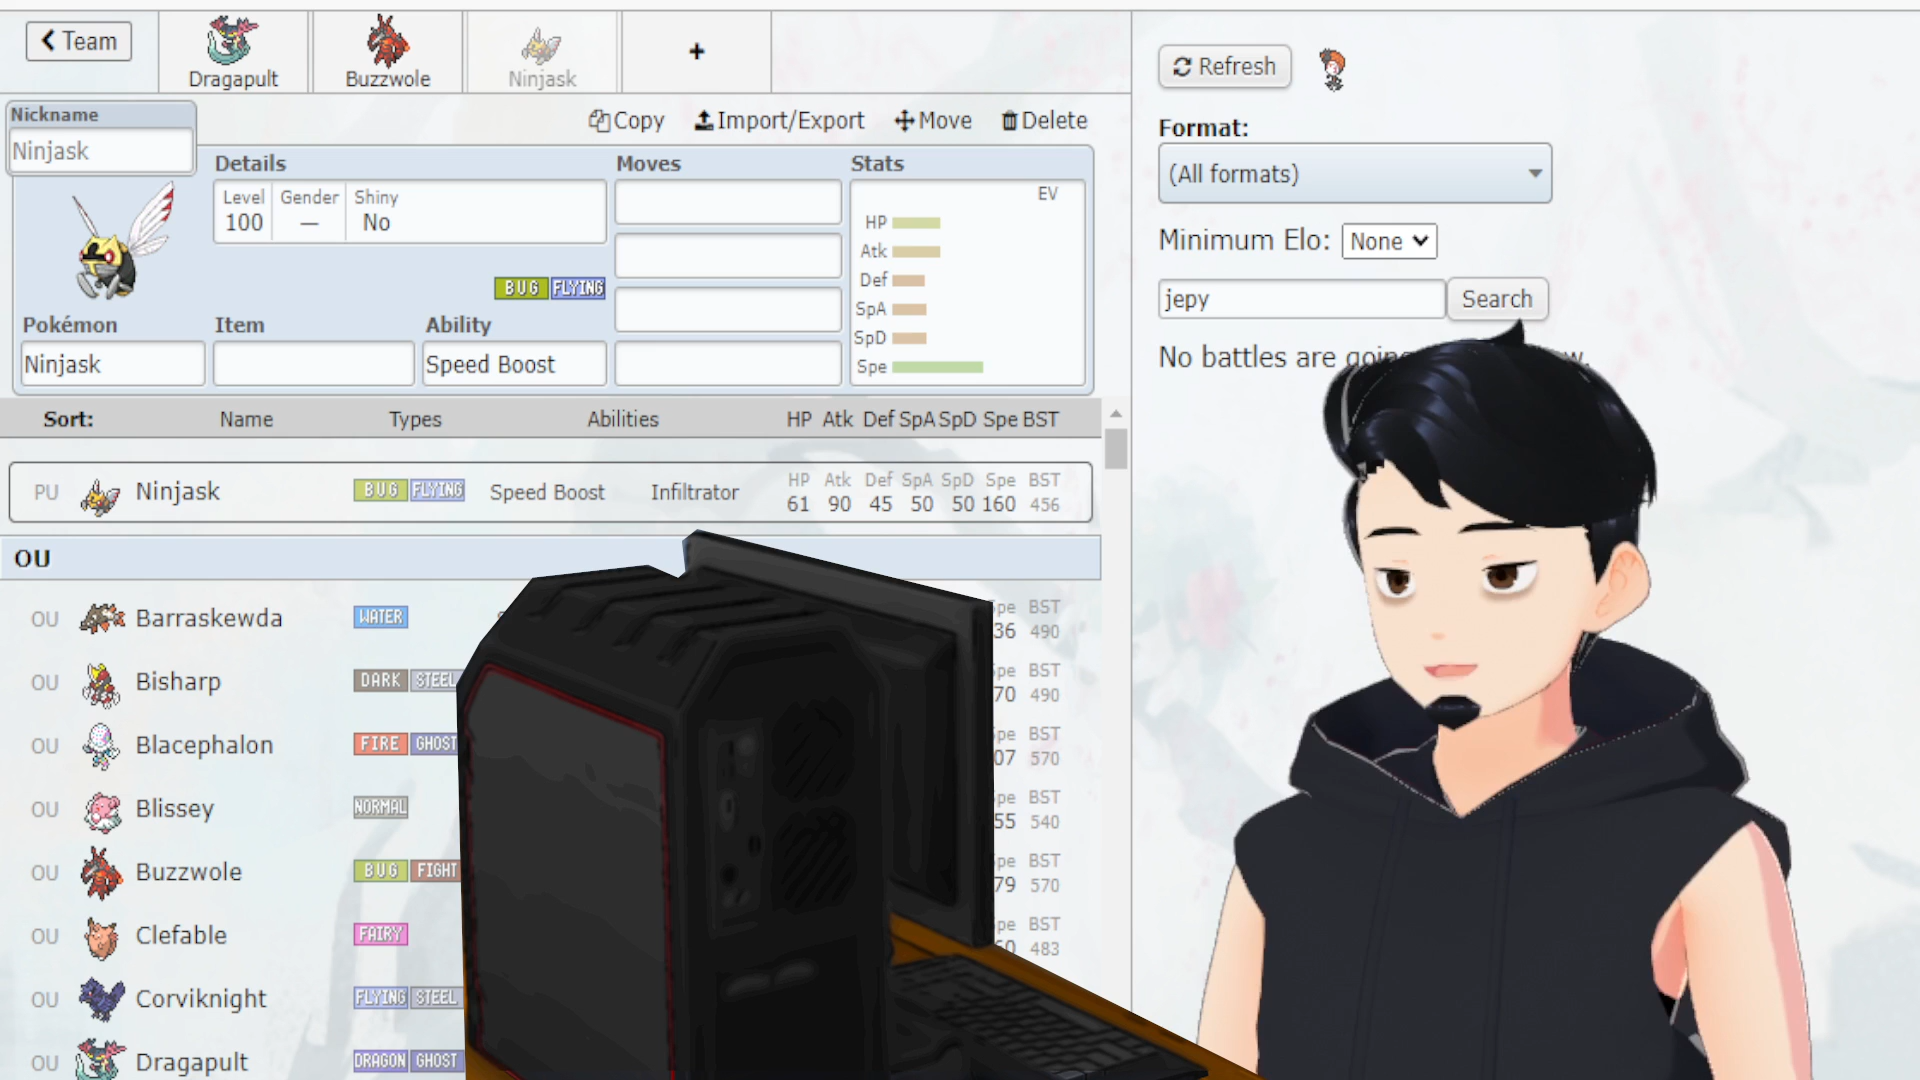 Team
Dragapult
Buzzwole
Ninjask
+
Refresh
Nickname
Ninjask
Copy
Import/Export
Move
Delete
Format:
(All formats)
Details
Moves
Stats
Level
Gender
Shiny
100
—
No
EV
HP
Atk
Def
SpA
SpD
Spe
BUG FLYING
Minimum Elo: None
jepy
Search
No battles are
Pokémon
Item
Ability
Ninjask
Speed Boost
Sort: Name Types Abilities HP Atk Def SpA SpD Spe BST
HP Atk Def SpA SpD Spe BST
PU Ninjask BUG FLYING Speed Boost Infiltrator 61 90 45 50 50 160 456
OU
BST
OU Barraskewda WATER 36 490
BST
OU Bisharp DARK STEEL 70 490
BST
OU Blacephalon FIRE GHOST 07 570
BST
OU Blissey NORMAL 55 540
BST
OU Buzzwole BUG FIGHT 79 570
BST
OU Clefable FAIRY 483
OU Corviknight FLYING STEEL
OU Dragapult DRAGON GHOST